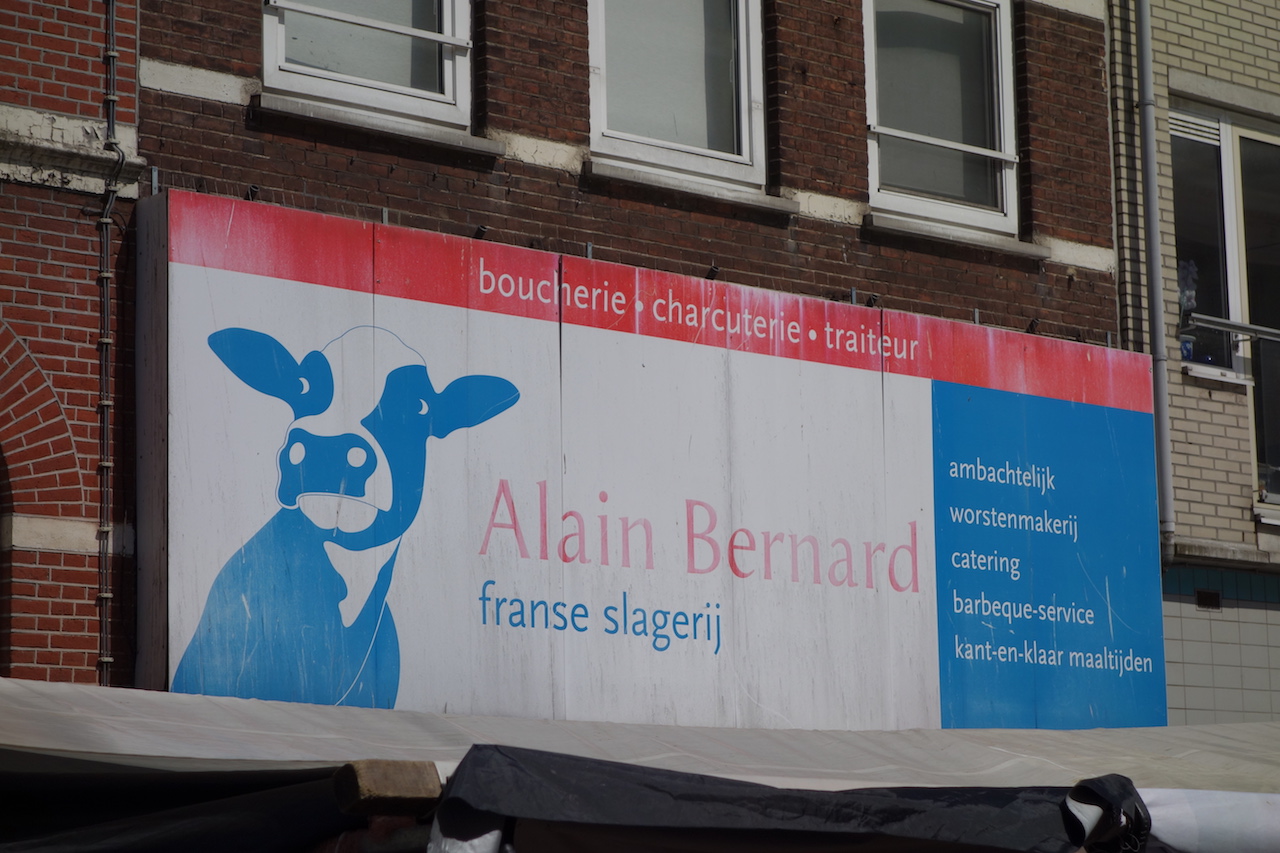 boucherie • charcuterie • traiteur
Alain Bernard
franse slagerij
ambachtelijk
worstenmakerij
catering
barbeque-service
kant-en-klaar maaltijden